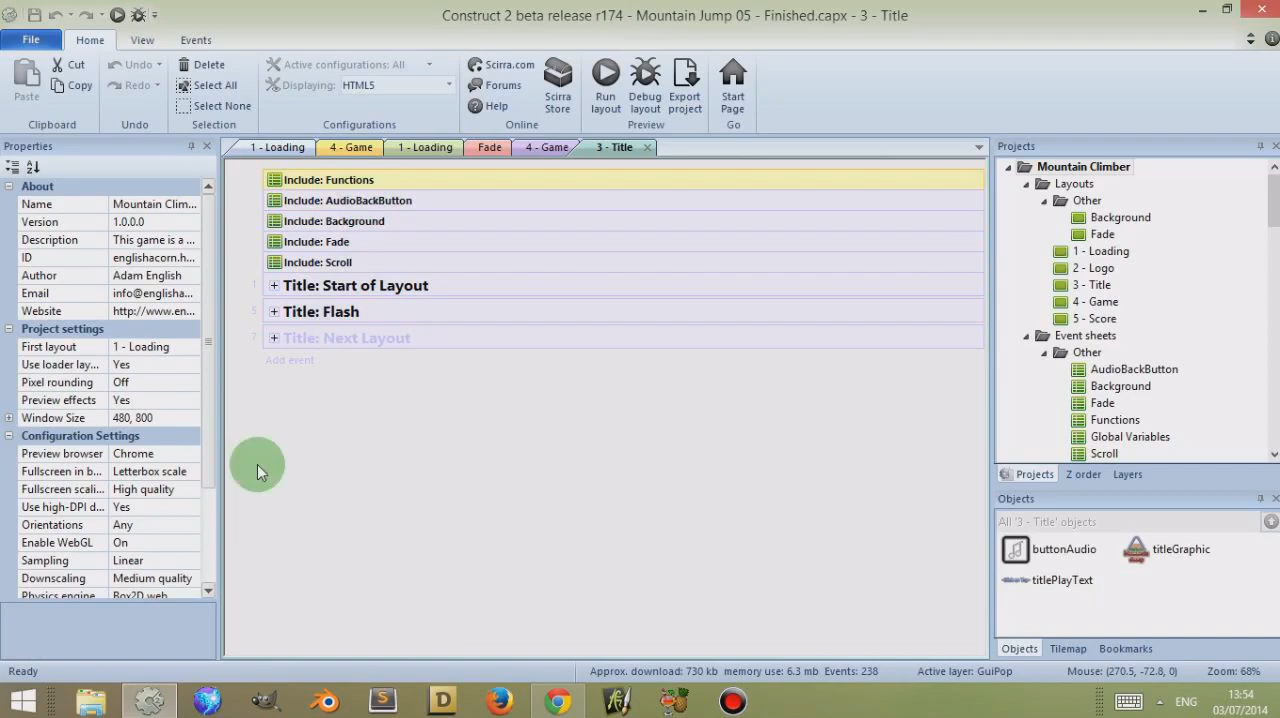 Construct 2 beta release r174 - Mountain Jump 05 - Finished.capx - 3 - Title
File
Home
View
Events
Paste
Cut
Copy
Clipboard
Undo
Redo
Undo
Delete
Select All
Select None
Selection
Active configurations: All
Displaying: HTML5
Configurations
Scirra.com
Forums
Help
Scirra Store
Online
Run layout
Debug layout
Export project
Preview
Start Page
Go
Properties
About
Name Mountain Clim...
Version 1.0.0.0
Description This game is a ...
ID englishacorn.h...
Author Adam English
Email info@englisha...
Website http://www.en...
Project settings
First layout 1 - Loading
Use loader lay... Yes
Pixel rounding Off
Preview effects Yes
Window Size 480, 800
Configuration Settings
Preview browser Chrome
Fullscreen in b... Letterbox scale
Fullscreen scali... High quality
Use high-DPI d... Yes
Orientations Any
Enable WebGL On
Sampling Linear
Downscaling Medium quality
Physics engine Box2D web
1 - Loading
4 - Game
1 - Loading
Fade
4 - Game
3 - Title
Include: Functions
Include: AudioBackButton
Include: Background
Include: Fade
Include: Scroll
1 Title: Start of Layout
5 Title: Flash
7 Title: Next Layout
Add event
Projects
Mountain Climber
Layouts
Other
Background
Fade
1 - Loading
2 - Logo
3 - Title
4 - Game
5 - Score
Event sheets
Other
AudioBackButton
Background
Fade
Functions
Global Variables
Scroll
Projects
Z order
Layers
Objects
All '3 - Title' objects
buttonAudio
titleGraphic
titlePlayText
Objects
Tilemap
Bookmarks
Ready
Approx. download: 730 kb memory use: 6.3 mb Events: 238
Active layer: GuiPop
Mouse: (270.5, -72.8, 0)
Zoom: 68%
ENG
13:54
03/07/2014